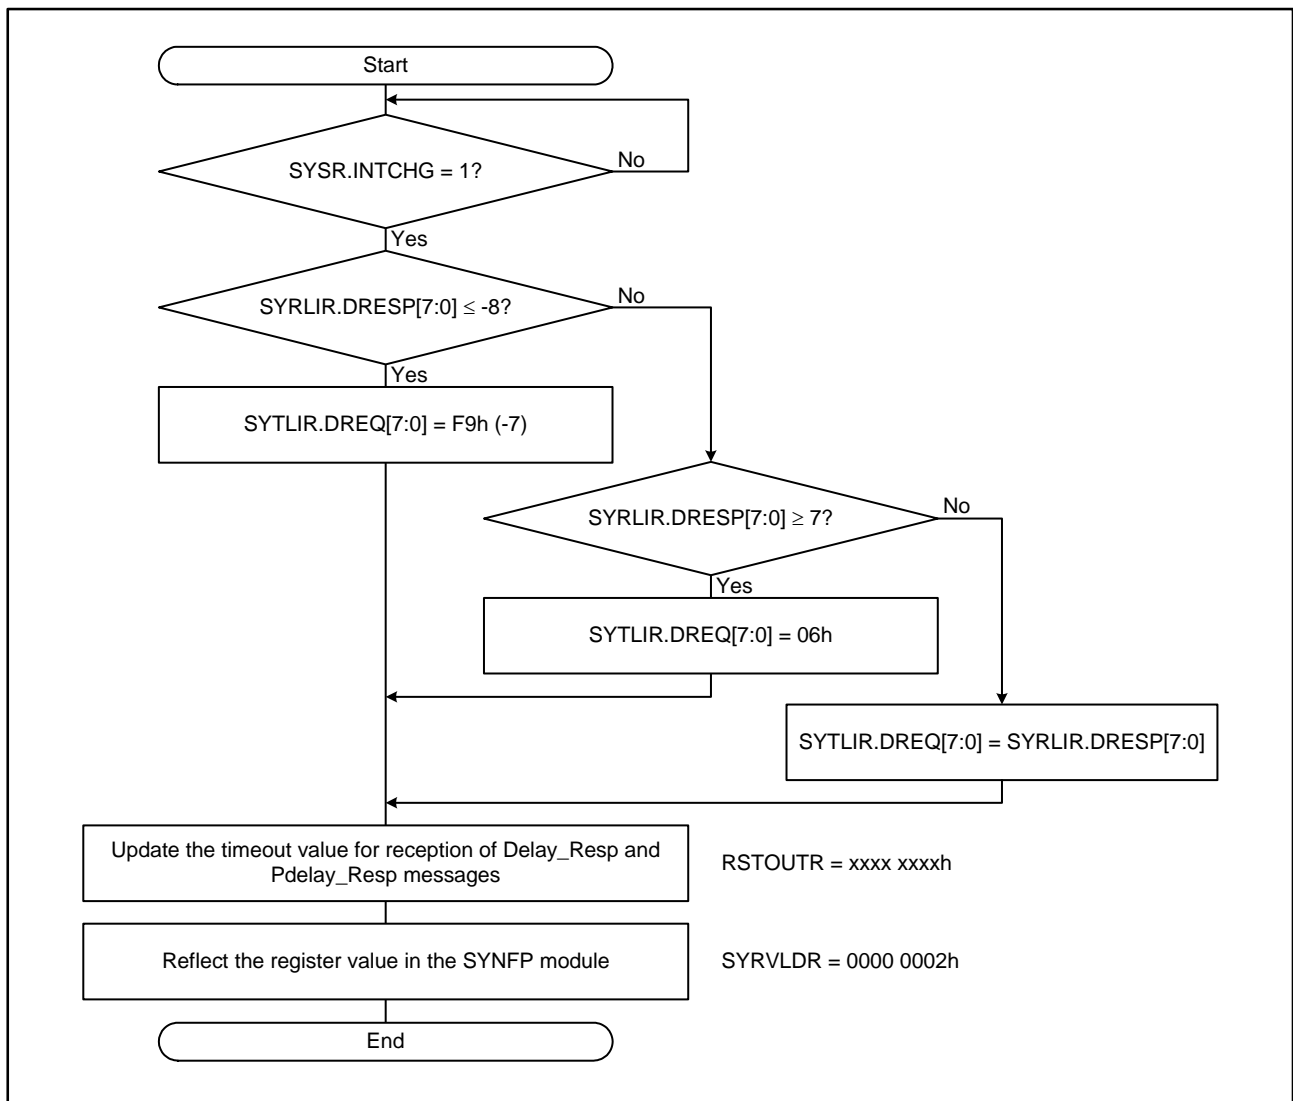 Start
SYSR.INTCHG = 1?
No
Yes
SYRLIR.DRESP[7:0] ≤ -8?
No
Yes
SYTLIR.DREQ[7:0] = F9h (-7)
SYRLIR.DRESP[7:0] ≥ 7?
No
Yes
SYTLIR.DREQ[7:0] = 06h
SYTLIR.DREQ[7:0] = SYRLIR.DRESP[7:0]
Update the timeout value for reception of Delay_Resp and
Pdelay_Resp messages
RSTOUTR = xxxx xxxxh
Reflect the register value in the SYNFP module
SYRVLDR = 0000 0002h
End